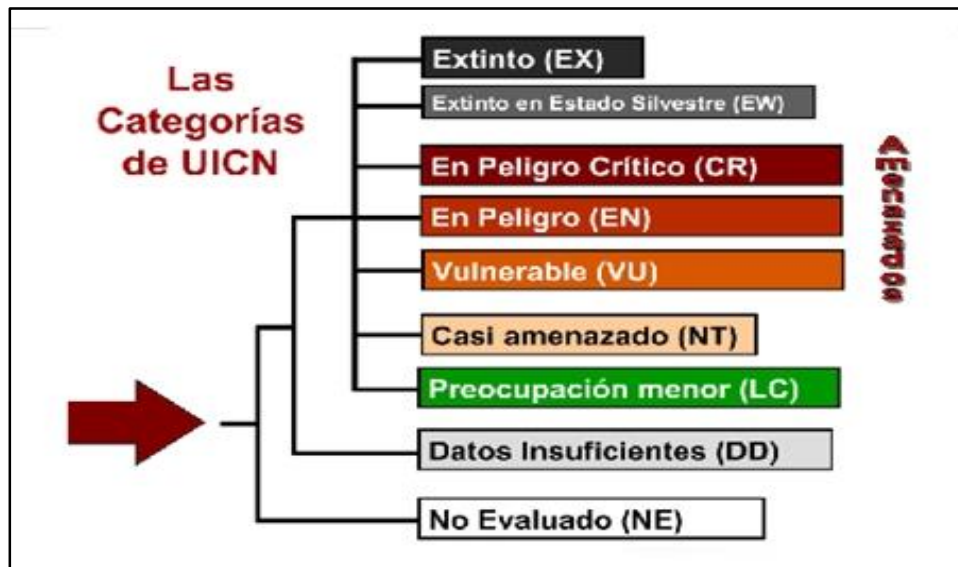 Las
Categorías
de UICN
Extinto (EX)
Extinto en Estado Silvestre (EW)
En Peligro Crítico (CR)
En Peligro (EN)
Vulnerable (VU)
Casi amenazado (NT)
Preocupación menor (LC)
Datos Insuficientes (DD)
No Evaluado (NE)